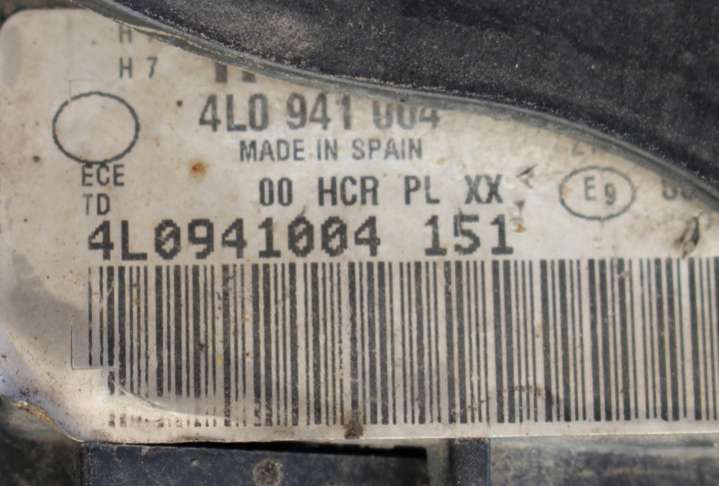 H
H 7
4L0 941 004
MADE IN SPAIN
ECE
00 HCR PL XX
E9
TD
4L0941004 151